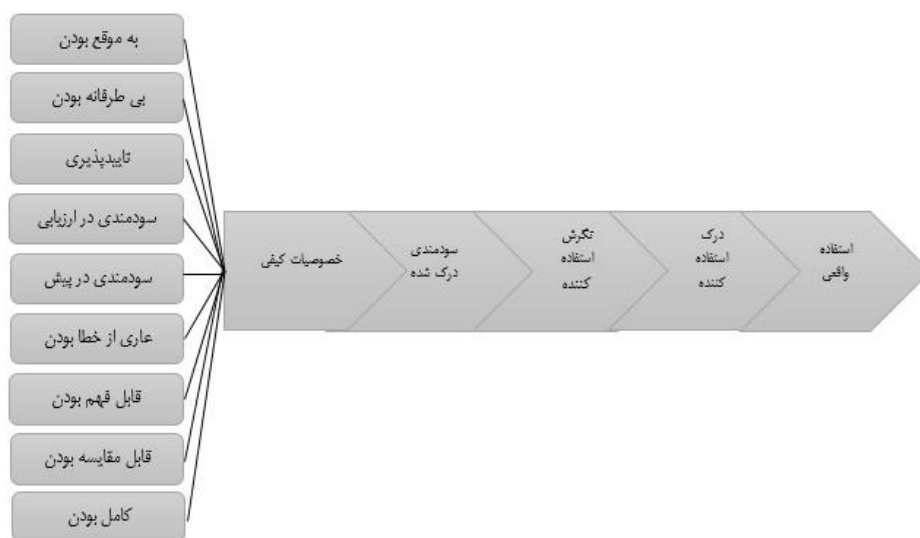 به موقع بودن
بی طرفانه بودن
تاییدپذیری
سودمندی در ارزیابی
سودمندی در پیش
عاری از خطا بودن
قابل فهم بودن
قابل مقایسه بودن
کامل بودن
خصوصیات کیفی
سودمندی
درک شده
نگرش
استفاده
کننده
درک
استفاده
کننده
استفاده
واقعی